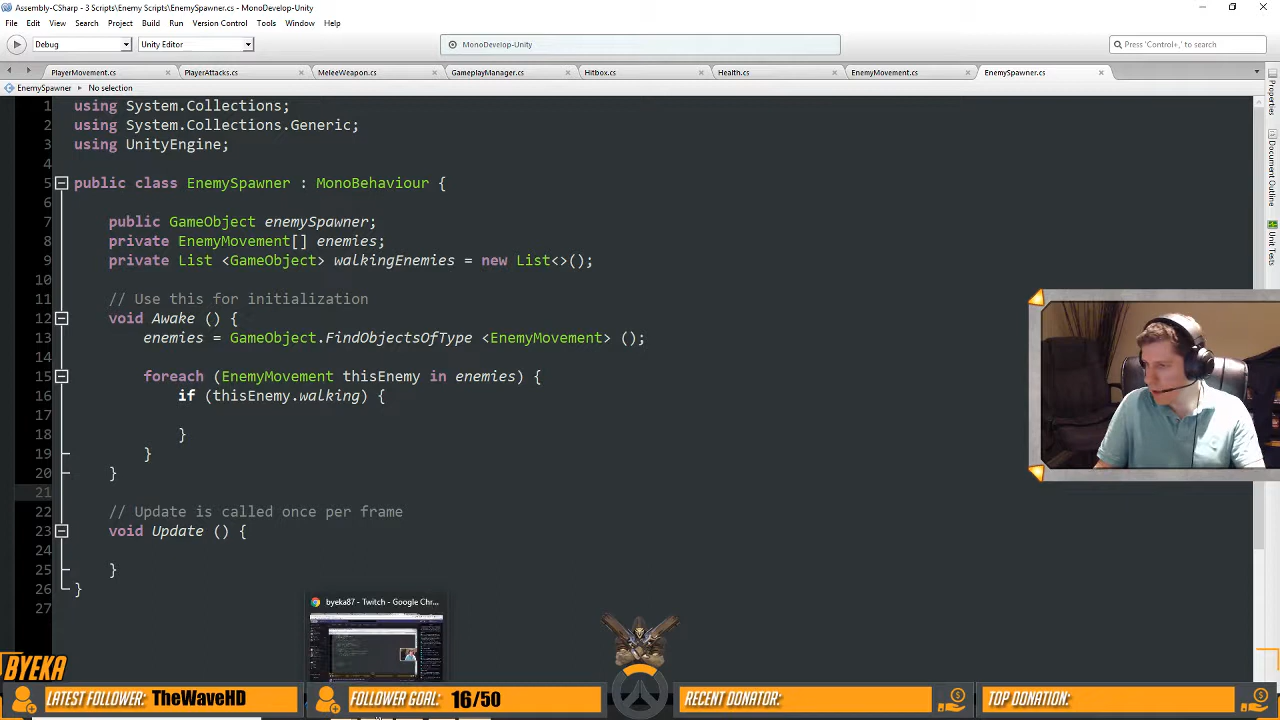 Assembly-CSharp - 3 Scripts\Enemy Scripts\EnemySpawner.cs - MonoDevelop-Unity
File Edit View Search Project Build Run Version Control Tools Window Help
Debug Unity Editor MonoDevelop-Unity Press 'Control+,' to search
PlayerMovement.cs PlayerAttacks.cs MeleeWeapon.cs GameplayManager.cs Hitbox.cs Health.cs EnemyMovement.cs EnemySpawner.cs
EnemySpawner No selection
1 using System.Collections;
2 using System.Collections.Generic;
3 using UnityEngine;
4
5 public class EnemySpawner : MonoBehaviour {
6
7 public GameObject enemySpawner;
8 private EnemyMovement[] enemies;
9 private List <GameObject> walkingEnemies = new List<>();
10
11 // Use this for initialization
12 void Awake () {
13 enemies = GameObject.FindObjectsOfType <EnemyMovement> ();
14
15 foreach (EnemyMovement thisEnemy in enemies) {
16 if (thisEnemy.walking) {
17
18 }
19 }
20 }
21
22 // Update is called once per frame
23 void Update () {
24
25 }
26 }
27
Properties
Document Outline
Unit Tests
byeka87 - Twitch - Google Chr...
BYEKA
LATEST FOLLOWER: TheWaveHD
FOLLOWER GOAL: 16/50
RECENT DONATOR:
TOP DONATION: